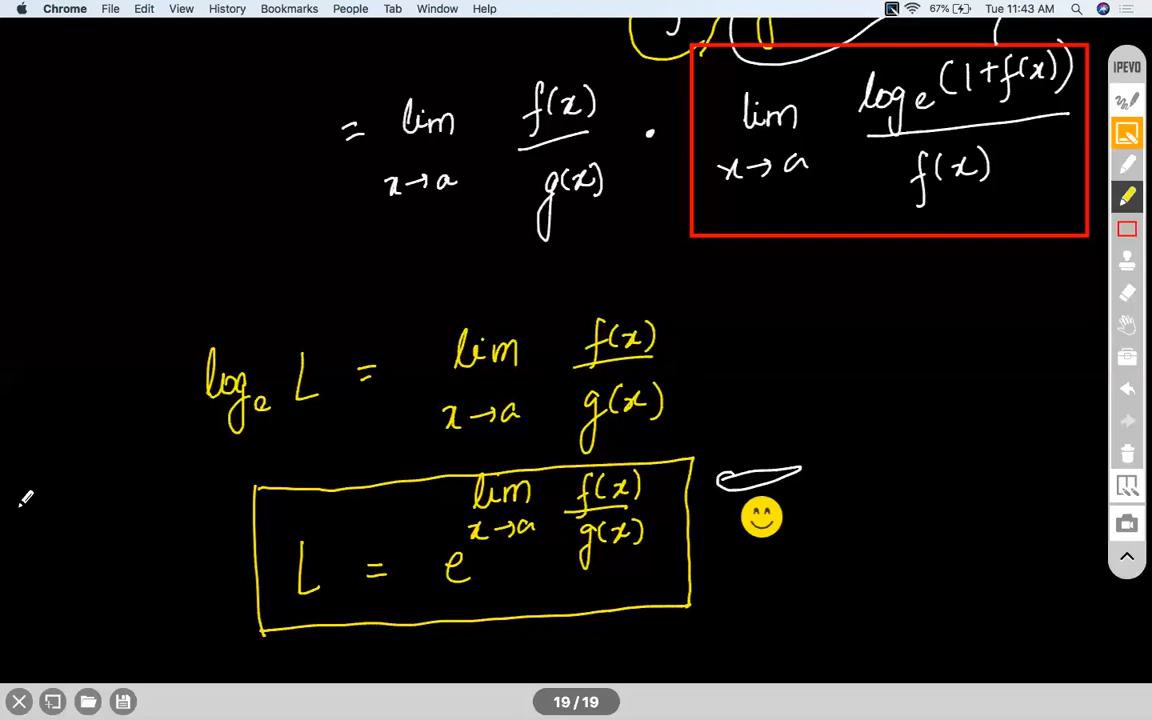 Chrome File Edit View History Bookmarks People Tab Window Help 67% Tue 11:43 AM
IPEVO
= lim x→a f(x)/g(x) · lim x→a log_e (1+f(x))/f(x)
log_e L = lim x→a f(x)/g(x)
L = e^(lim x→a f(x)/g(x))
19 / 19